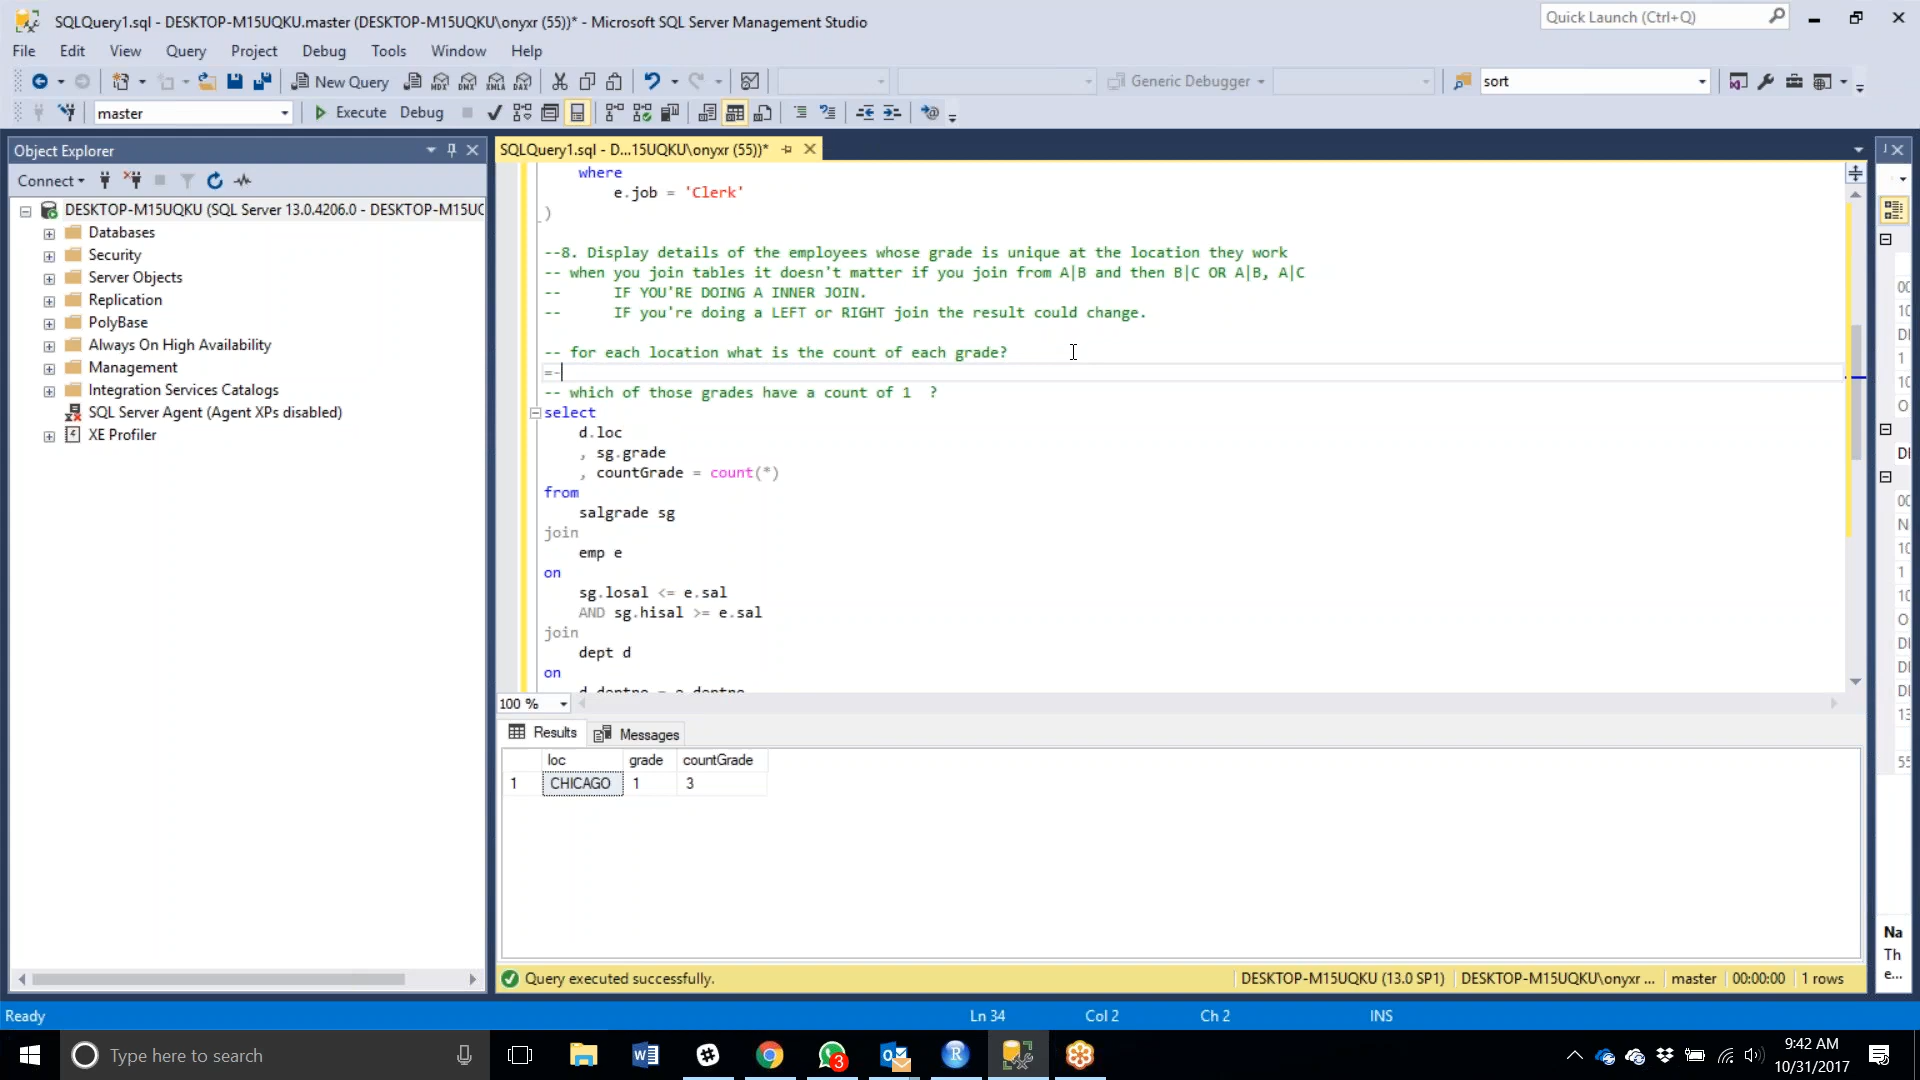 SQLQuery1.sql - DESKTOP-M15UQKU.master (DESKTOP-M15UQKU\onyxr (55))* - Microsoft SQL Server Management Studio
Quick Launch (Ctrl+Q)
File Edit View Query Project Debug Tools Window Help
New Query
MDX DMX XMLA DAX
Generic Debugger
sort
master
Execute Debug
Object Explorer
SQLQuery1.sql - D...15UQKU\onyxr (55))*
Connect
DESKTOP-M15UQKU (SQL Server 13.0.4206.0 - DESKTOP-M15UQ
Databases
Security
Server Objects
Replication
PolyBase
Always On High Availability
Management
Integration Services Catalogs
SQL Server Agent (Agent XPs disabled)
XE Profiler
where
e.job = 'Clerk'
)
--8. Display details of the employees whose grade is unique at the location they work
-- when you join tables it doesn't matter if you join from A|B and then B|C OR A|B, A|C
-- IF YOU'RE DOING A INNER JOIN.
-- IF you're doing a LEFT or RIGHT join the result could change.
-- for each location what is the count of each grade?
=-
-- which of those grades have a count of 1 ?
select
d.loc
, sg.grade
, countGrade = count(*)
from
salgrade sg
join
emp e
on
sg.losal <= e.sal
AND sg.hisal >= e.sal
join
dept d
on
d.deptno = e.deptno
100 %
Results Messages
loc grade countGrade
1 CHICAGO 1 3
Query executed successfully.
DESKTOP-M15UQKU (13.0 SP1) DESKTOP-M15UQKU\onyxr ... master 00:00:00 1 rows
Na
Th
e...
Ready
Ln 34 Col 2 Ch 2 INS
Type here to search
3
9:42 AM
10/31/2017